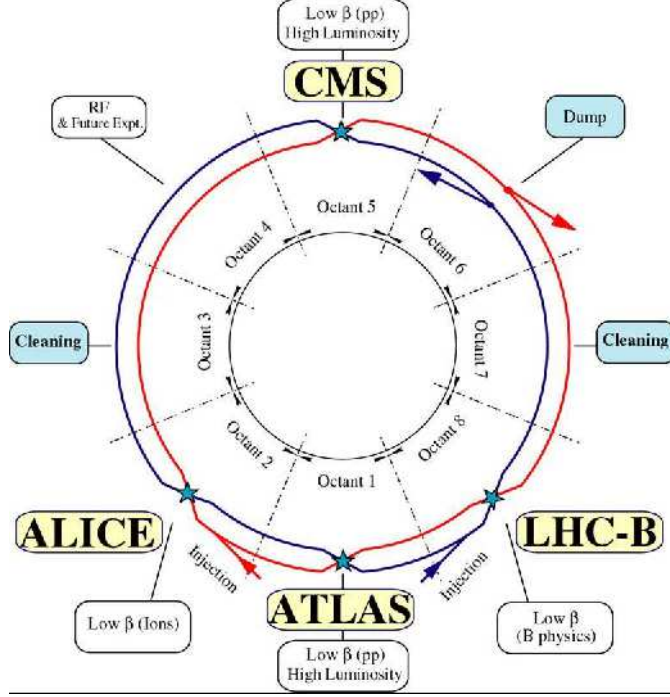 Low β (pp)
High Luminosity
CMS
RF
& Future Expt.
Dump
Octant 5
Octant 4
Octant 6
Cleaning
Octant 3
Octant 7
Cleaning
Octant 2
Octant 8
Octant 1
ALICE
LHC-B
Injection
Injection
ATLAS
Low β (Ions)
Low β
(B physics)
Low β (pp)
High Luminosity